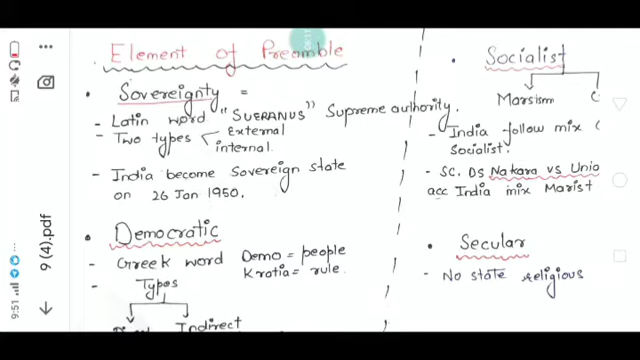 Element of Preamble
• Sovereignty =
- Latin word "SUERANUS" Supreme authority.
- Two types External
internal
- India become Sovereign state
on 26 Jan 1950.
• Democratic
- Greek word Demo = people
Kratia = rule.
- Types
Indirect
• Socialist
Marsism
- India follow mix
Socialist.
- SC. DS Nakara vs Unio
acc India mix Marist
• Secular
- No state religious
9:51
9 (4).pdf